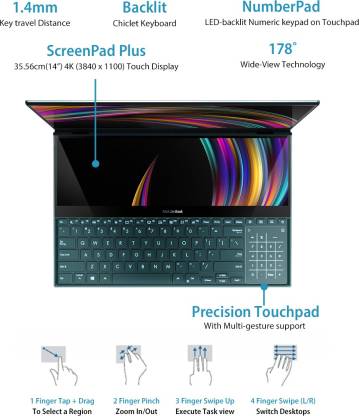 1.4mm
Key travel Distance
Backlit
Chiclet Keyboard
NumberPad
LED-backlit Numeric keypad on Touchpad
ScreenPad Plus
35.56cm(14") 4K (3840 x 1100) Touch Display
178°
Wide-View Technology
Q W E R T Y U I O P
A S D F G H J K L
Z X C V B N M
Precision Touchpad
With Multi-gesture support
1 Finger Tap + Drag
To Select a Region
2 Finger Pinch
Zoom In/Out
3 Finger Swipe Up
Execute Task view
4 Finger Swipe (L/R)
Switch Desktops